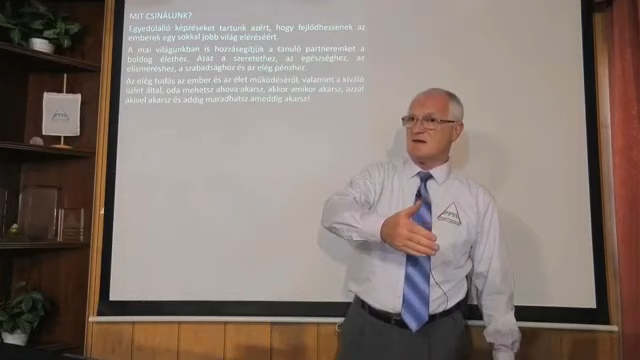 MIT CSINÁLUNK?
Egyedülálló képzéseket tartunk azért, hogy fejlődhessenek az
emberek egy sokkal jobb világ eléréséért.
A mai világunkban is hozzásegítjük a tanuló partnereinket a
boldog élethez. Azaz a szeretethez, az egészséghez, az
elismeréshez, a szabadsághoz és az elég pénzhez.
Az elég tudás az ember és az élet működéséről, valamint a kiváló
üzlet által, oda mehetsz ahova akarsz, akkor amikor akarsz, azzal
akivel akarsz és addig maradhatsz ameddig akarsz!